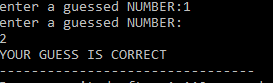 enter a guessed NUMBER:1
enter a guessed NUMBER:
2
YOUR GUESS IS CORRECT
--------------------------------